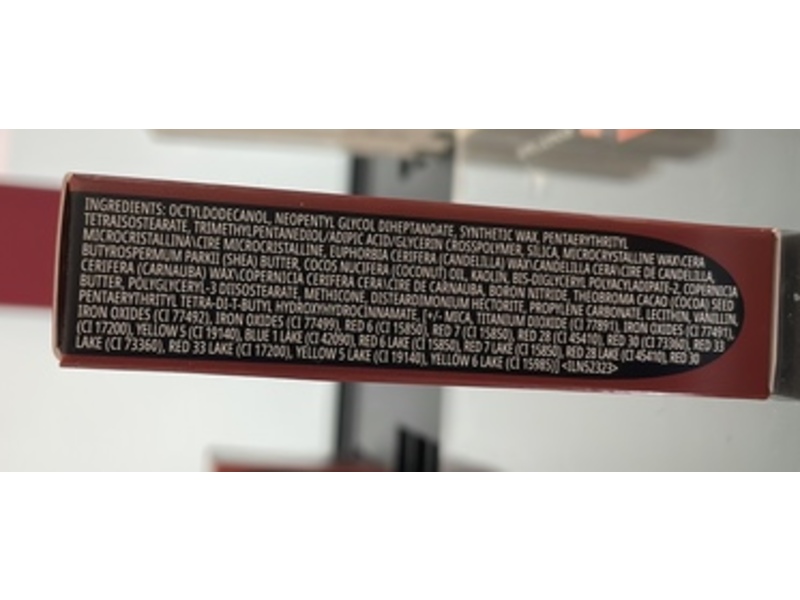 INGREDIENTS: OCTYLDODECANOL, NEOPENTYL GLYCOL DIHEPTANOATE, SYNTHETIC WAX, PENTAERYTHRITYL
TETRAISOSTEARATE, TRIMETHYLPENTANEDIOL/ADIPIC ACID/GLYCERIN CROSSPOLYMER, SILICA, MICROCRYSTALLINE WAX\CERA
MICROCRISTALLINA\CIRE MICROCRISTALLINE, EUPHORBIA CERIFERA (CANDELILLA) WAX\CANDELILLA CERA\CIRE DE CANDELILLA,
BUTYROSPERMUM PARKII (SHEA) BUTTER, COCOS NUCIFERA (COCONUT) OIL, KAOLIN, BIS-DIGLYCERYL POLYACYLADIPATE-2, COPERNICIA
CERIFERA (CARNAUBA) WAX\COPERNICIA CERIFERA CERA\CIRE DE CARNAUBA, BORON NITRIDE, THEOBROMA CACAO (COCOA) SEED
BUTTER, POLYGLYCERYL-3 DIISOSTEARATE, METHICONE, DISTEARDIMONIUM HECTORITE, PROPYLENE CARBONATE, LECITHIN, VANILLIN,
PENTAERYTHRITYL TETRA-DI-T-BUTYL HYDROXYHYDROCINNAMATE, [+/- MICA, TITANIUM DIOXIDE (CI 77891), IRON OXIDES (CI 77491),
IRON OXIDES (CI 77492), IRON OXIDES (CI 77499), RED 6 (CI 15850), RED 7 (CI 15850), RED 28 (CI 45410), RED 30 (CI 73360), RED 33
(CI 17200), YELLOW 5 (CI 19140), BLUE 1 LAKE (CI 42090), RED 6 LAKE (CI 15850), RED 7 LAKE (CI 15850), RED 28 LAKE (CI 45410), RED 30
LAKE (CI 73360), RED 33 LAKE (CI 17200), YELLOW 5 LAKE (CI 19140), YELLOW 6 LAKE (CI 15985)] <ILN52323>